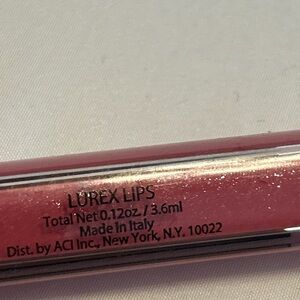 LUREX LIPS
Total Net 0.12oz. / 3.6ml
Made in Italy
Dist. by ACI Inc., New York, N.Y. 10022